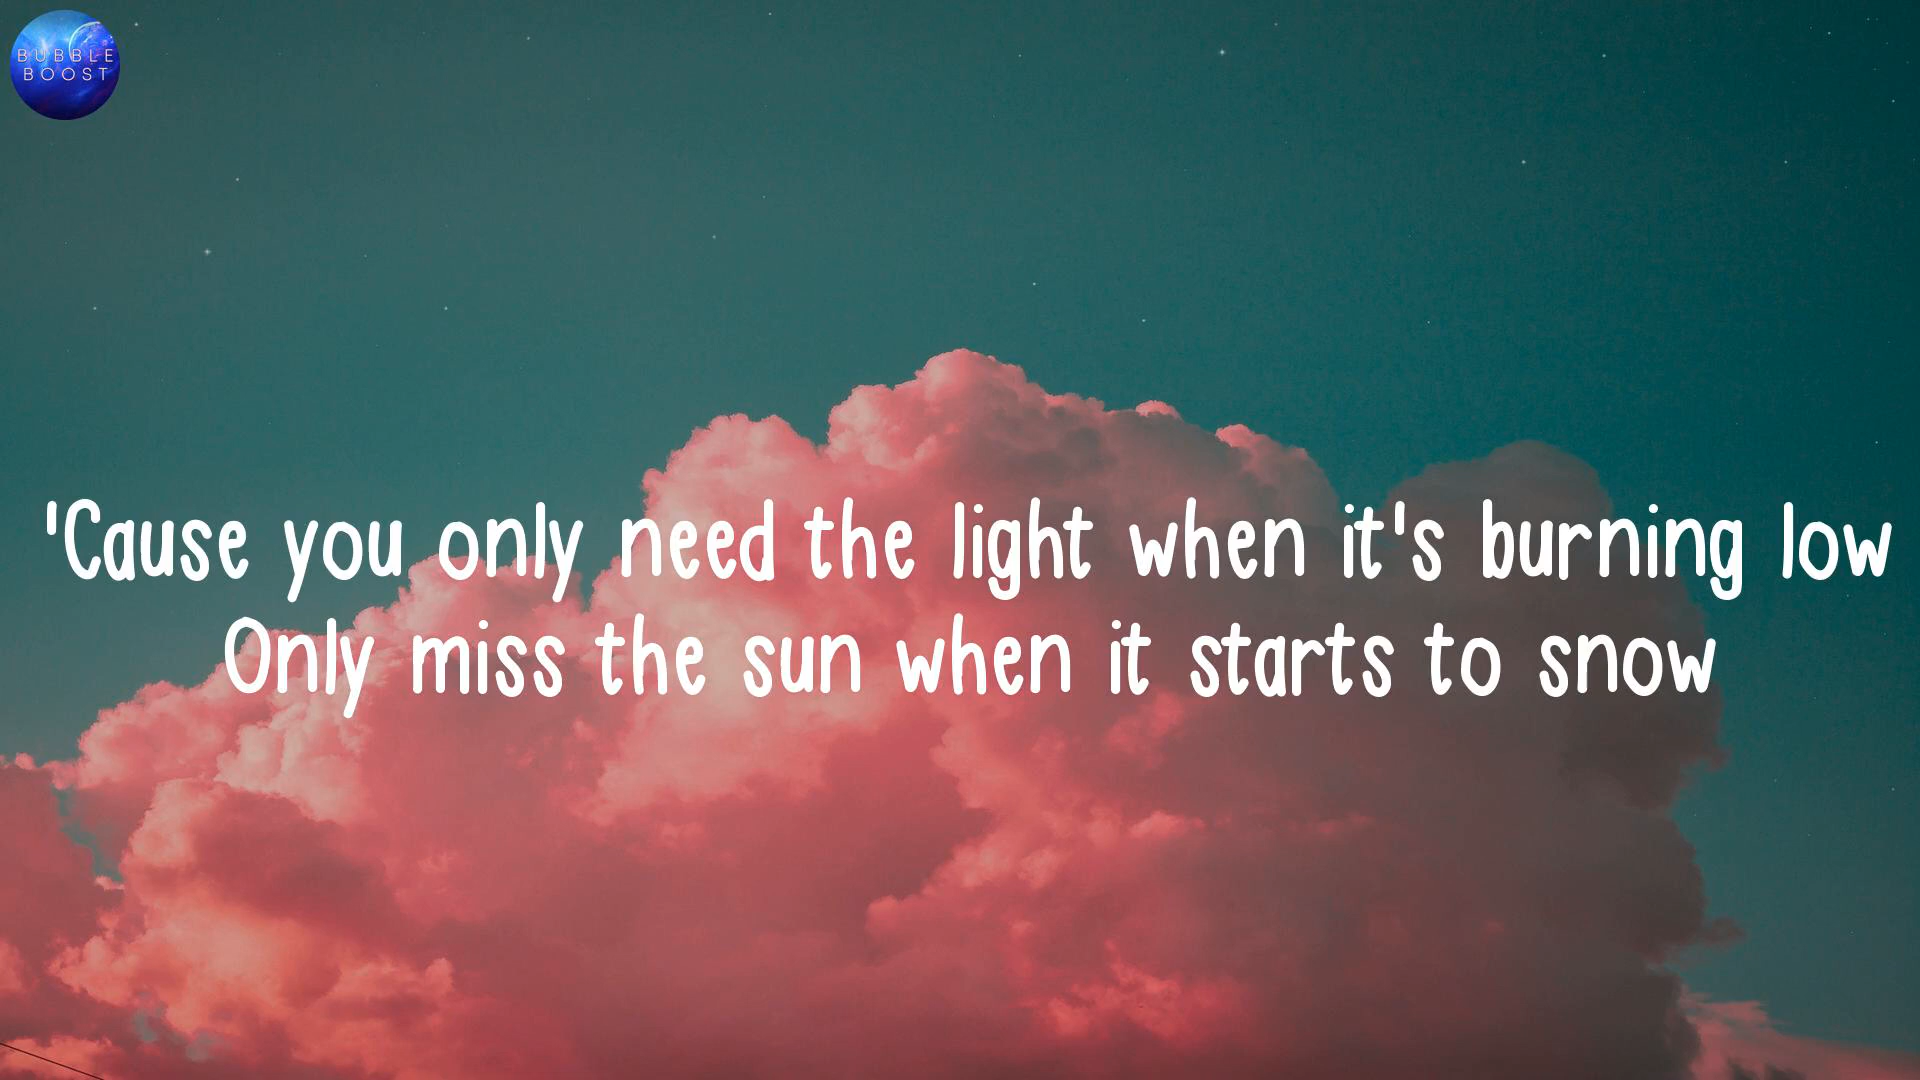 BUBBLE
BOOST
'Cause you only need the light when it's burning low
Only miss the sun when it starts to snow